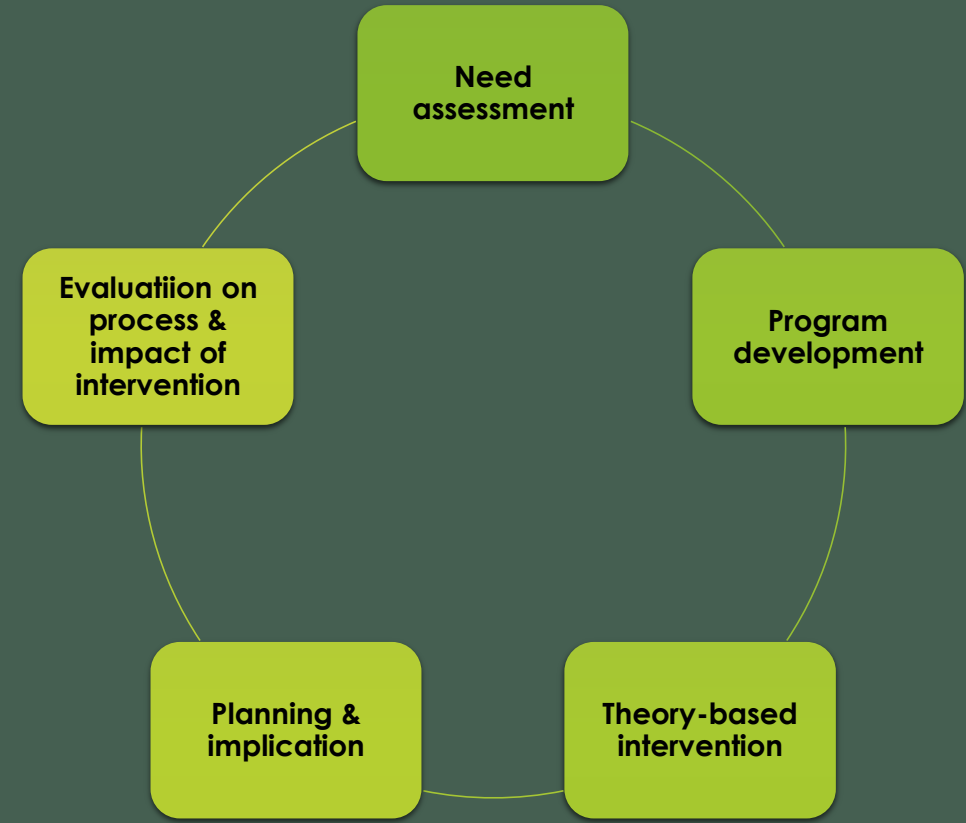 Need
assessment
Program
development
Theory-based
intervention
Planning &
implication
Evaluatiion on
process &
impact of
intervention